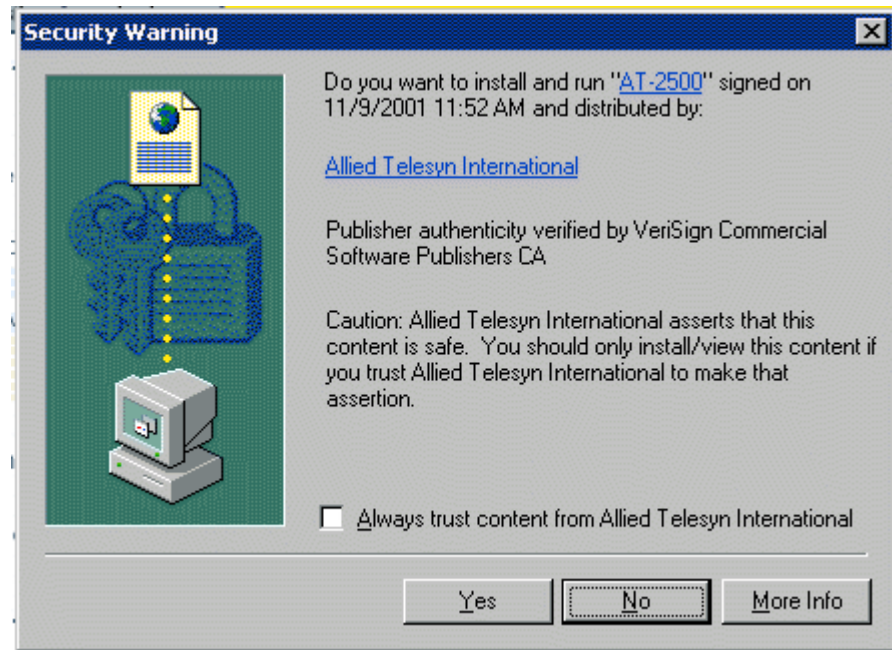 Security Warning
Do you want to install and run "AT-2500" signed on
11/9/2001 11:52 AM and distributed by:
Allied Telesyn International
Publisher authenticity verified by VeriSign Commercial
Software Publishers CA
Caution: Allied Telesyn International asserts that this
content is safe.  You should only install/view this content if
you trust Allied Telesyn International to make that
assertion.
Always trust content from Allied Telesyn International
Yes
No
More Info